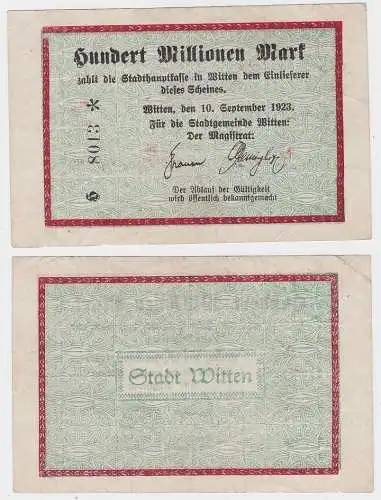 Hundert Millionen Mark
zahlt die Stadthauptkasse in Witten dem Einlieferer
dieses Scheines.
Witten, den 10. September 1923.
Für die Stadtgemeinde Witten:
Der Magistrat:
Der Ablauf der Gültigkeit
wird öffentlich bekanntgemacht
8013 *
Stadt Witten